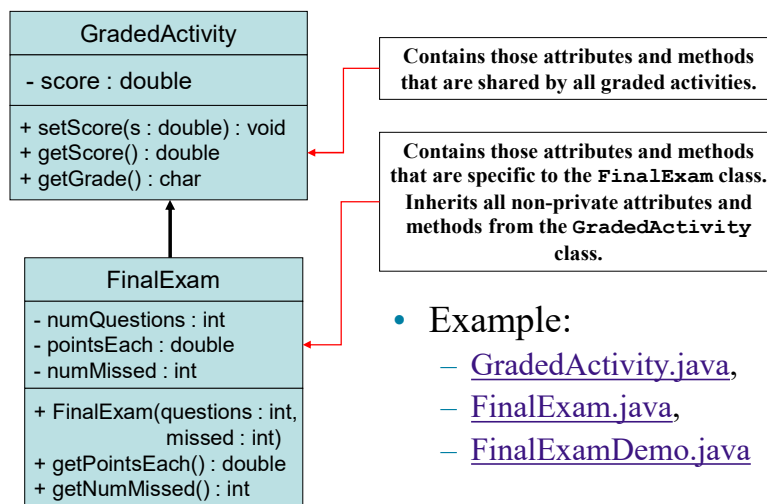 GradedActivity
- score : double
+ setScore(s : double) : void
+ getScore() : double
+ getGrade() : char
Contains those attributes and methods
that are shared by all graded activities.
Contains those attributes and methods
that are specific to the FinalExam class.
Inherits all non-private attributes and
methods from the GradedActivity
class.
FinalExam
- numQuestions : int
- pointsEach : double
- numMissed : int
+ FinalExam(questions : int,
missed : int)
+ getPointsEach() : double
+ getNumMissed() : int
• Example:
– GradedActivity.java,
– FinalExam.java,
– FinalExamDemo.java